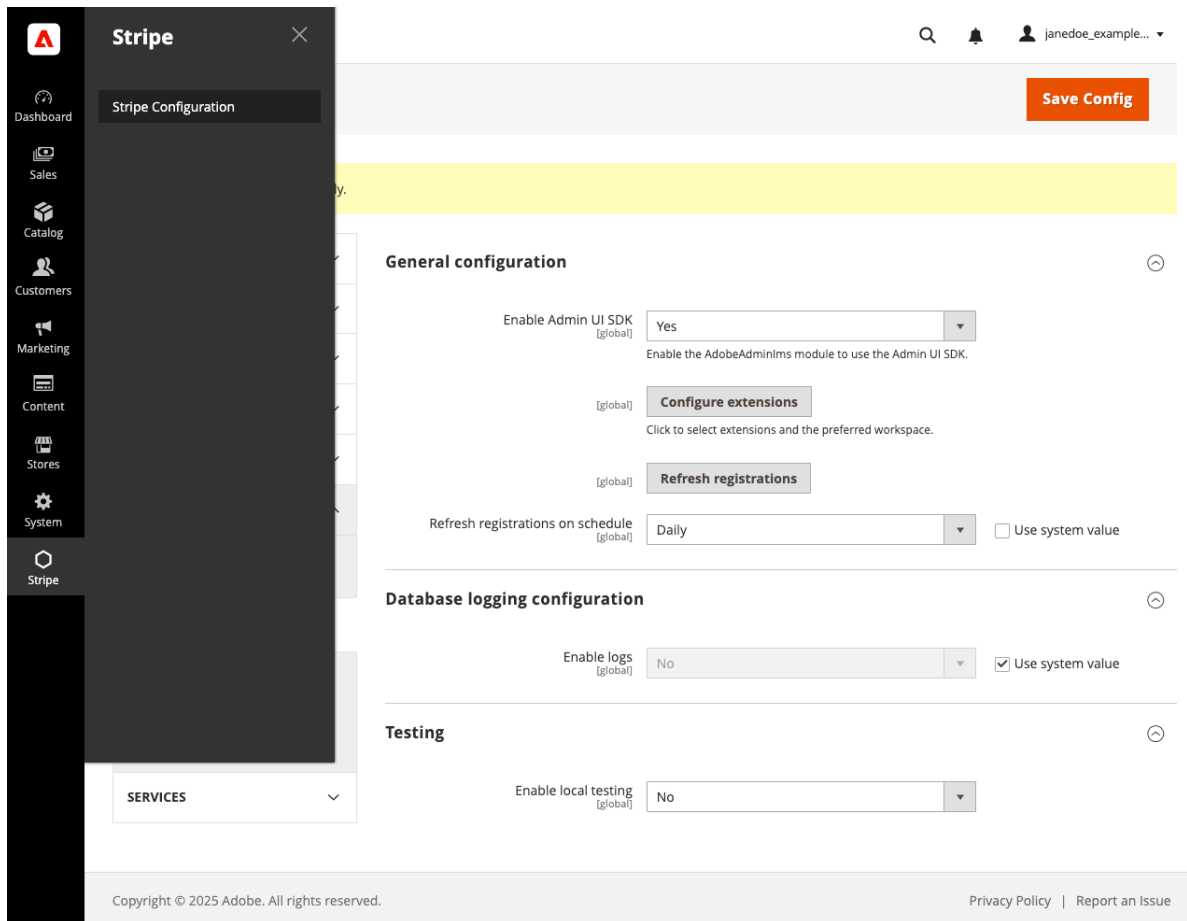 Stripe
janedoe_example...
Dashboard
Stripe Configuration
Save Config
Sales
ly.
Catalog
Customers
Marketing
Content
Stores
System
Stripe
General configuration
Enable Admin UI SDK
[global]
Yes
Enable the AdobeAdminIms module to use the Admin UI SDK.
[global]
Configure extensions
Click to select extensions and the preferred workspace.
[global]
Refresh registrations
Refresh registrations on schedule
[global]
Daily
Use system value
Database logging configuration
Enable logs
[global]
No
Use system value
Testing
Enable local testing
[global]
No
SERVICES
Copyright © 2025 Adobe. All rights reserved.
Privacy Policy | Report an Issue